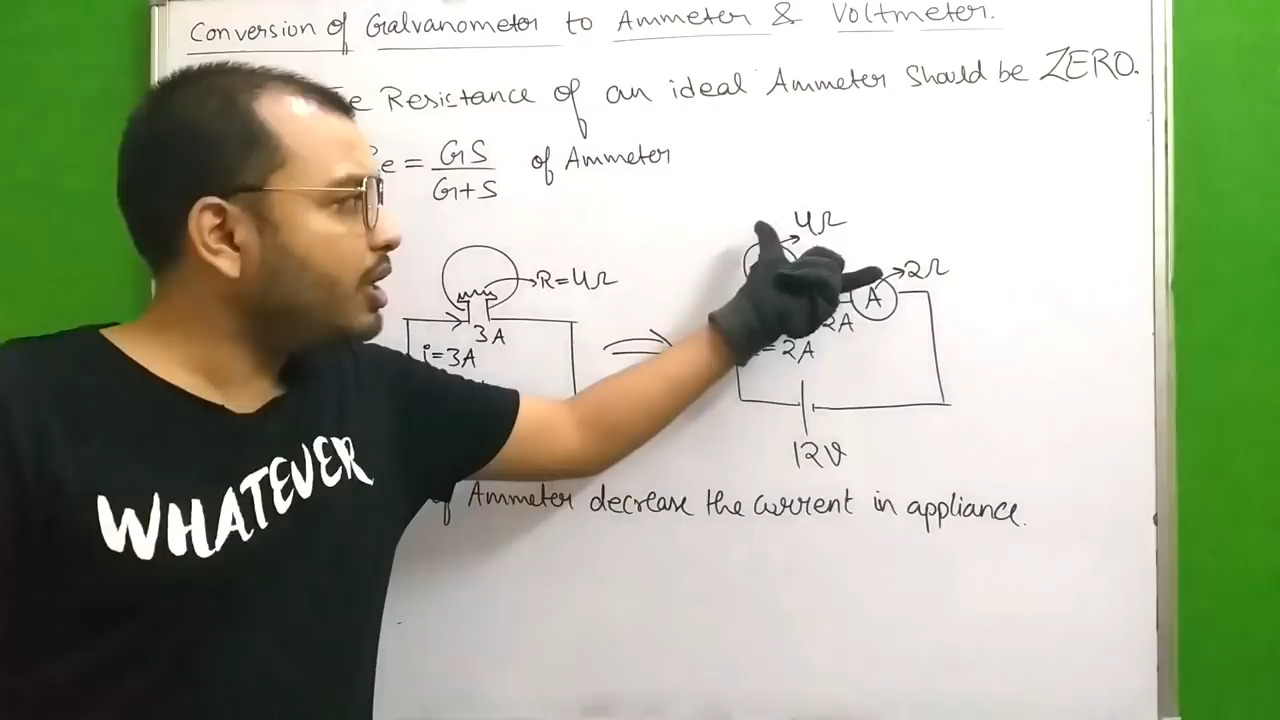 Conversion of Galvanometer to Ammeter & Voltmeter.
Resistance of an ideal Ammeter Should be ZERO.
e = GS / G+S of Ammeter
4Ω
R=4Ω
2Ω
A
3A
2A
i=3A
= 2A
12V
of Ammeter decrease the current in appliance.
WHATEVER